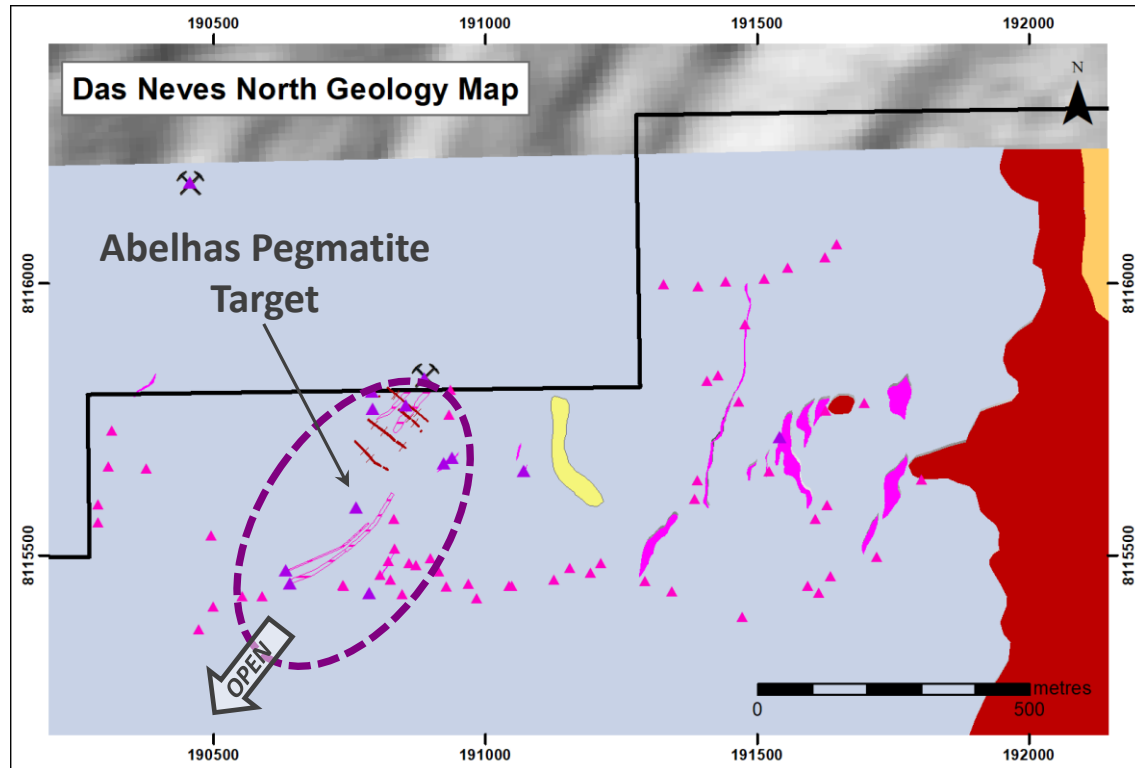 190500
191000
191500
192000
Das Neves North Geology Map
N
Abelhas Pegmatite
Target
8116000
8116000
8115500
8115500
OPEN
metres
0
500
190500
191000
191500
192000